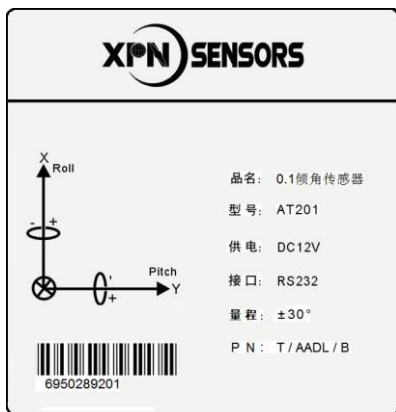 XPN SENSORS
X
Roll
- +
Pitch
Y
- +
6950289201
品名: 0.1倾角传感器
型号: AT201
供电: DC12V
接口: RS232
量程: ±30°
P N: T / AADL / B